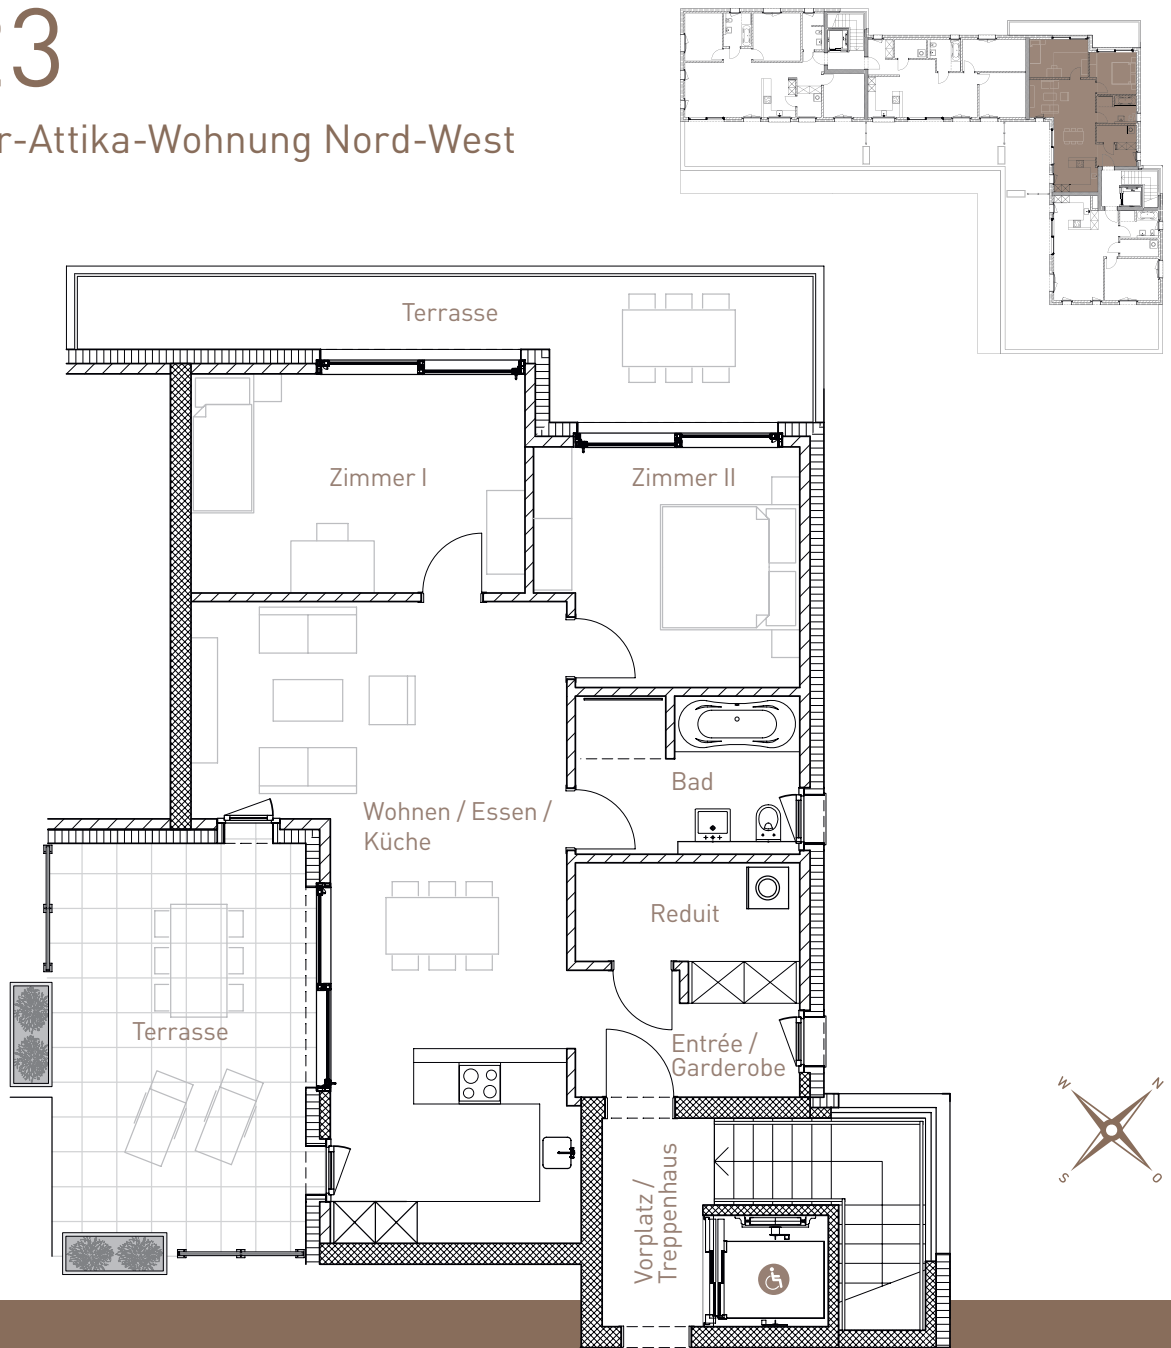 3
r-Attika-Wohnung Nord-West
Terrasse
Zimmer I
Zimmer II
Bad
Wohnen / Essen /
Küche
Reduit
Terrasse
Entrée /
Garderobe
Vorplatz /
Treppenhaus
W
N
S
O